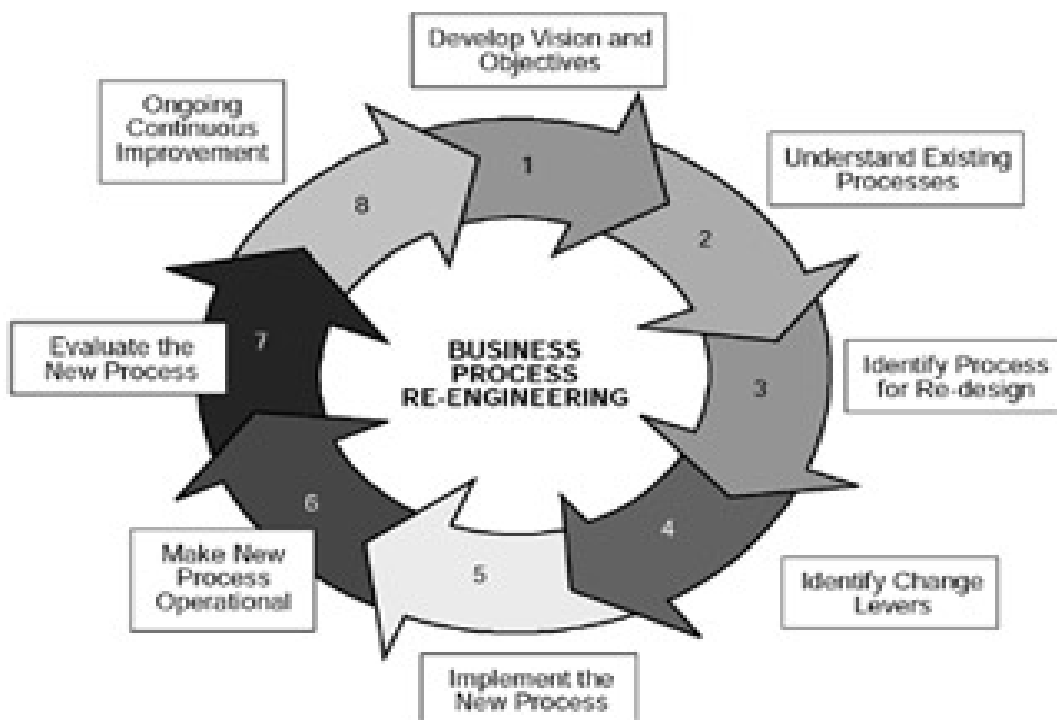 Develop Vision and
Objectives
1
Understand Existing
Processes
2
Identify Process
for Re-design
3
Identify Change
Levers
4
Implement the
New Process
5
Make New
Process
Operational
6
Evaluate the
New Process
7
Ongoing
Continuous
Improvement
8
BUSINESS
PROCESS
RE-ENGINEERING